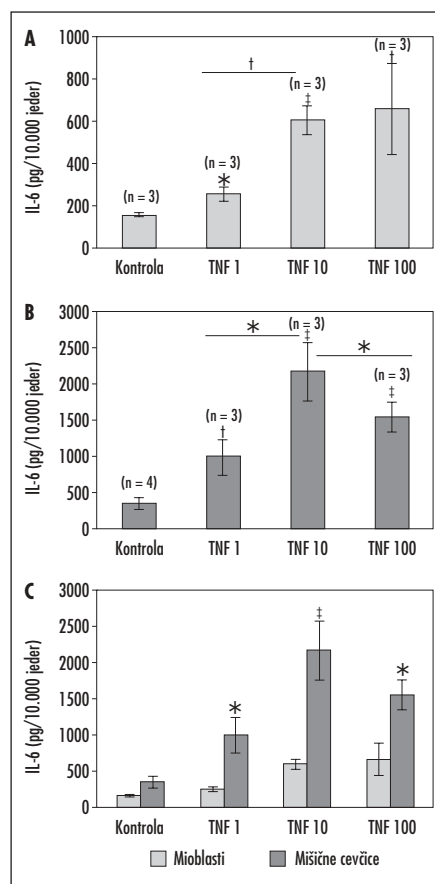 A
IL-6 (pg/10.000 jeder)
1000
800
600
400
200
0
(n = 3)
(n = 3)
*
†
(n = 3)
‡
(n = 3)
†
Kontrola TNF 1 TNF 10 TNF 100
B
IL-6 (pg/10.000 jeder)
3000
2500
2000
1500
1000
500
0
(n = 4)
(n = 3)
†
*
(n = 3)
‡
*
(n = 3)
‡
Kontrola TNF 1 TNF 10 TNF 100
C
IL-6 (pg/10.000 jeder)
3000
2500
2000
1500
1000
500
0
*
‡
*
Kontrola TNF 1 TNF 10 TNF 100
Mioblasti Mišične cevčice